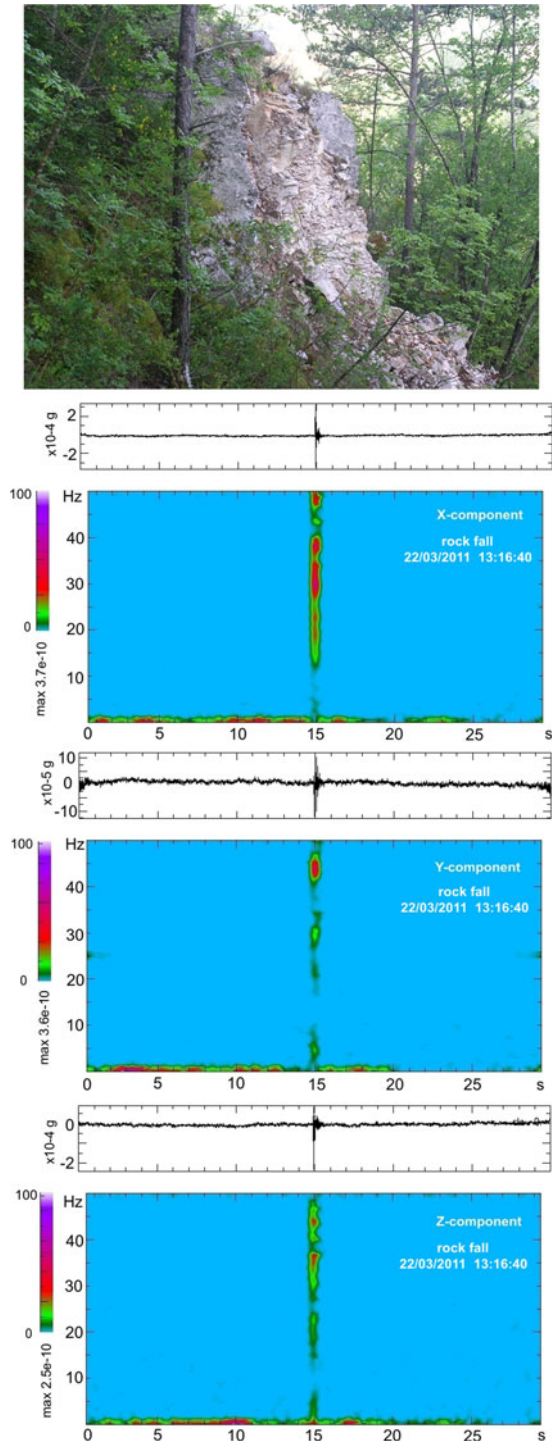 2
-2
x10-4 g
100
0
max 3.7e-10
Hz
40
30
20
10
X-component
rock fall
22/03/2011 13:16:40
0 5 10 15 20 25 s
10
0
-10
x10-5 g
100
0
max 3.6e-10
Hz
40
30
20
10
Y-component
rock fall
22/03/2011 13:16:40
0 5 10 15 20 25 s
0
-2
x10-4 g
100
0
max 2.5e-10
Hz
40
30
20
10
Z-component
rock fall
22/03/2011 13:16:40
0 5 10 15 20 25 s